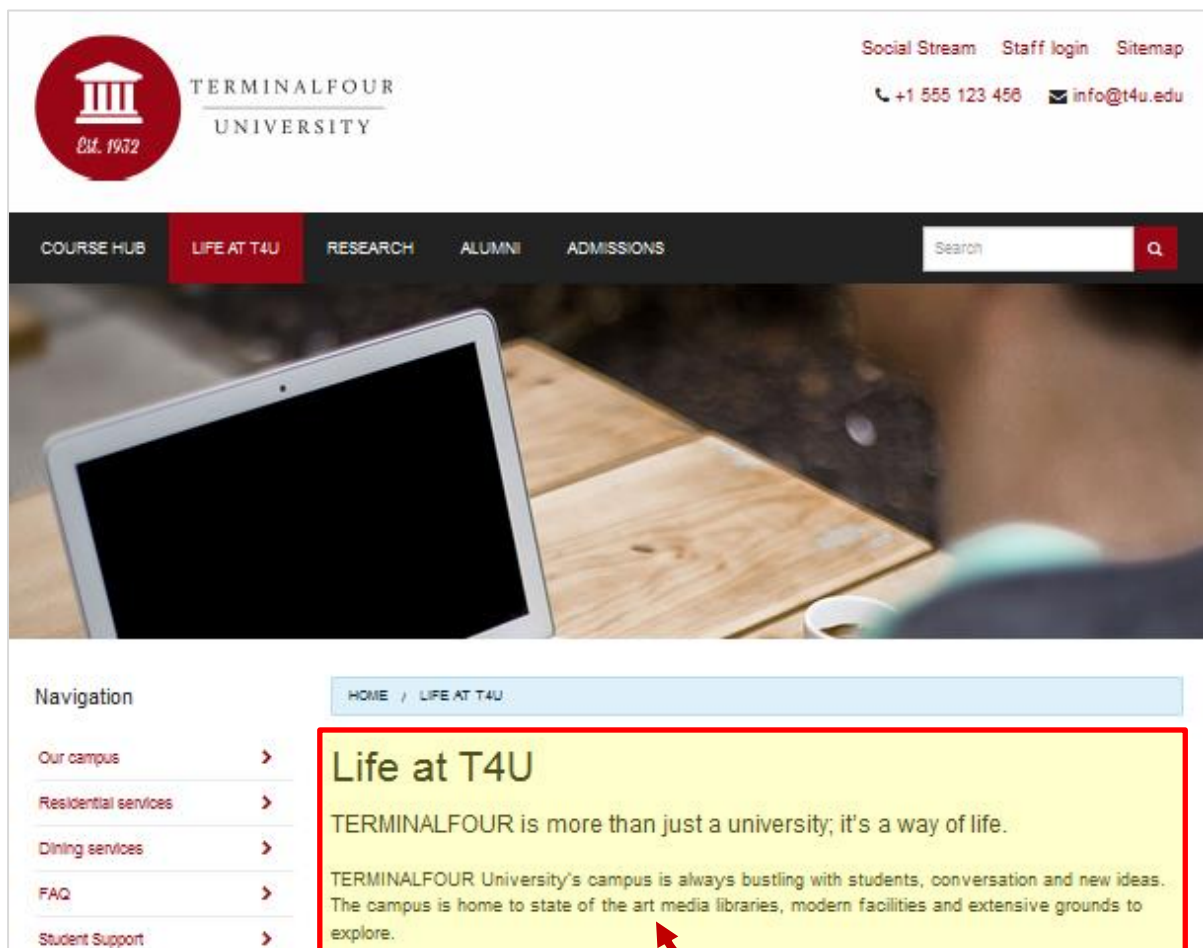 Est. 1932
TERMINALFOUR
UNIVERSITY
Social Stream Staff login Sitemap
+1 555 123 456 info@t4u.edu
COURSE HUB LIFE AT T4U RESEARCH ALUMNI ADMISSIONS Search
Navigation
Our campus
Residential services
Dining services
FAQ
Student Support
HOME / LIFE AT T4U
Life at T4U
TERMINALFOUR is more than just a university; it's a way of life.
TERMINALFOUR University's campus is always bustling with students, conversation and new ideas.
The campus is home to state of the art media libraries, modern facilities and extensive grounds to
explore.